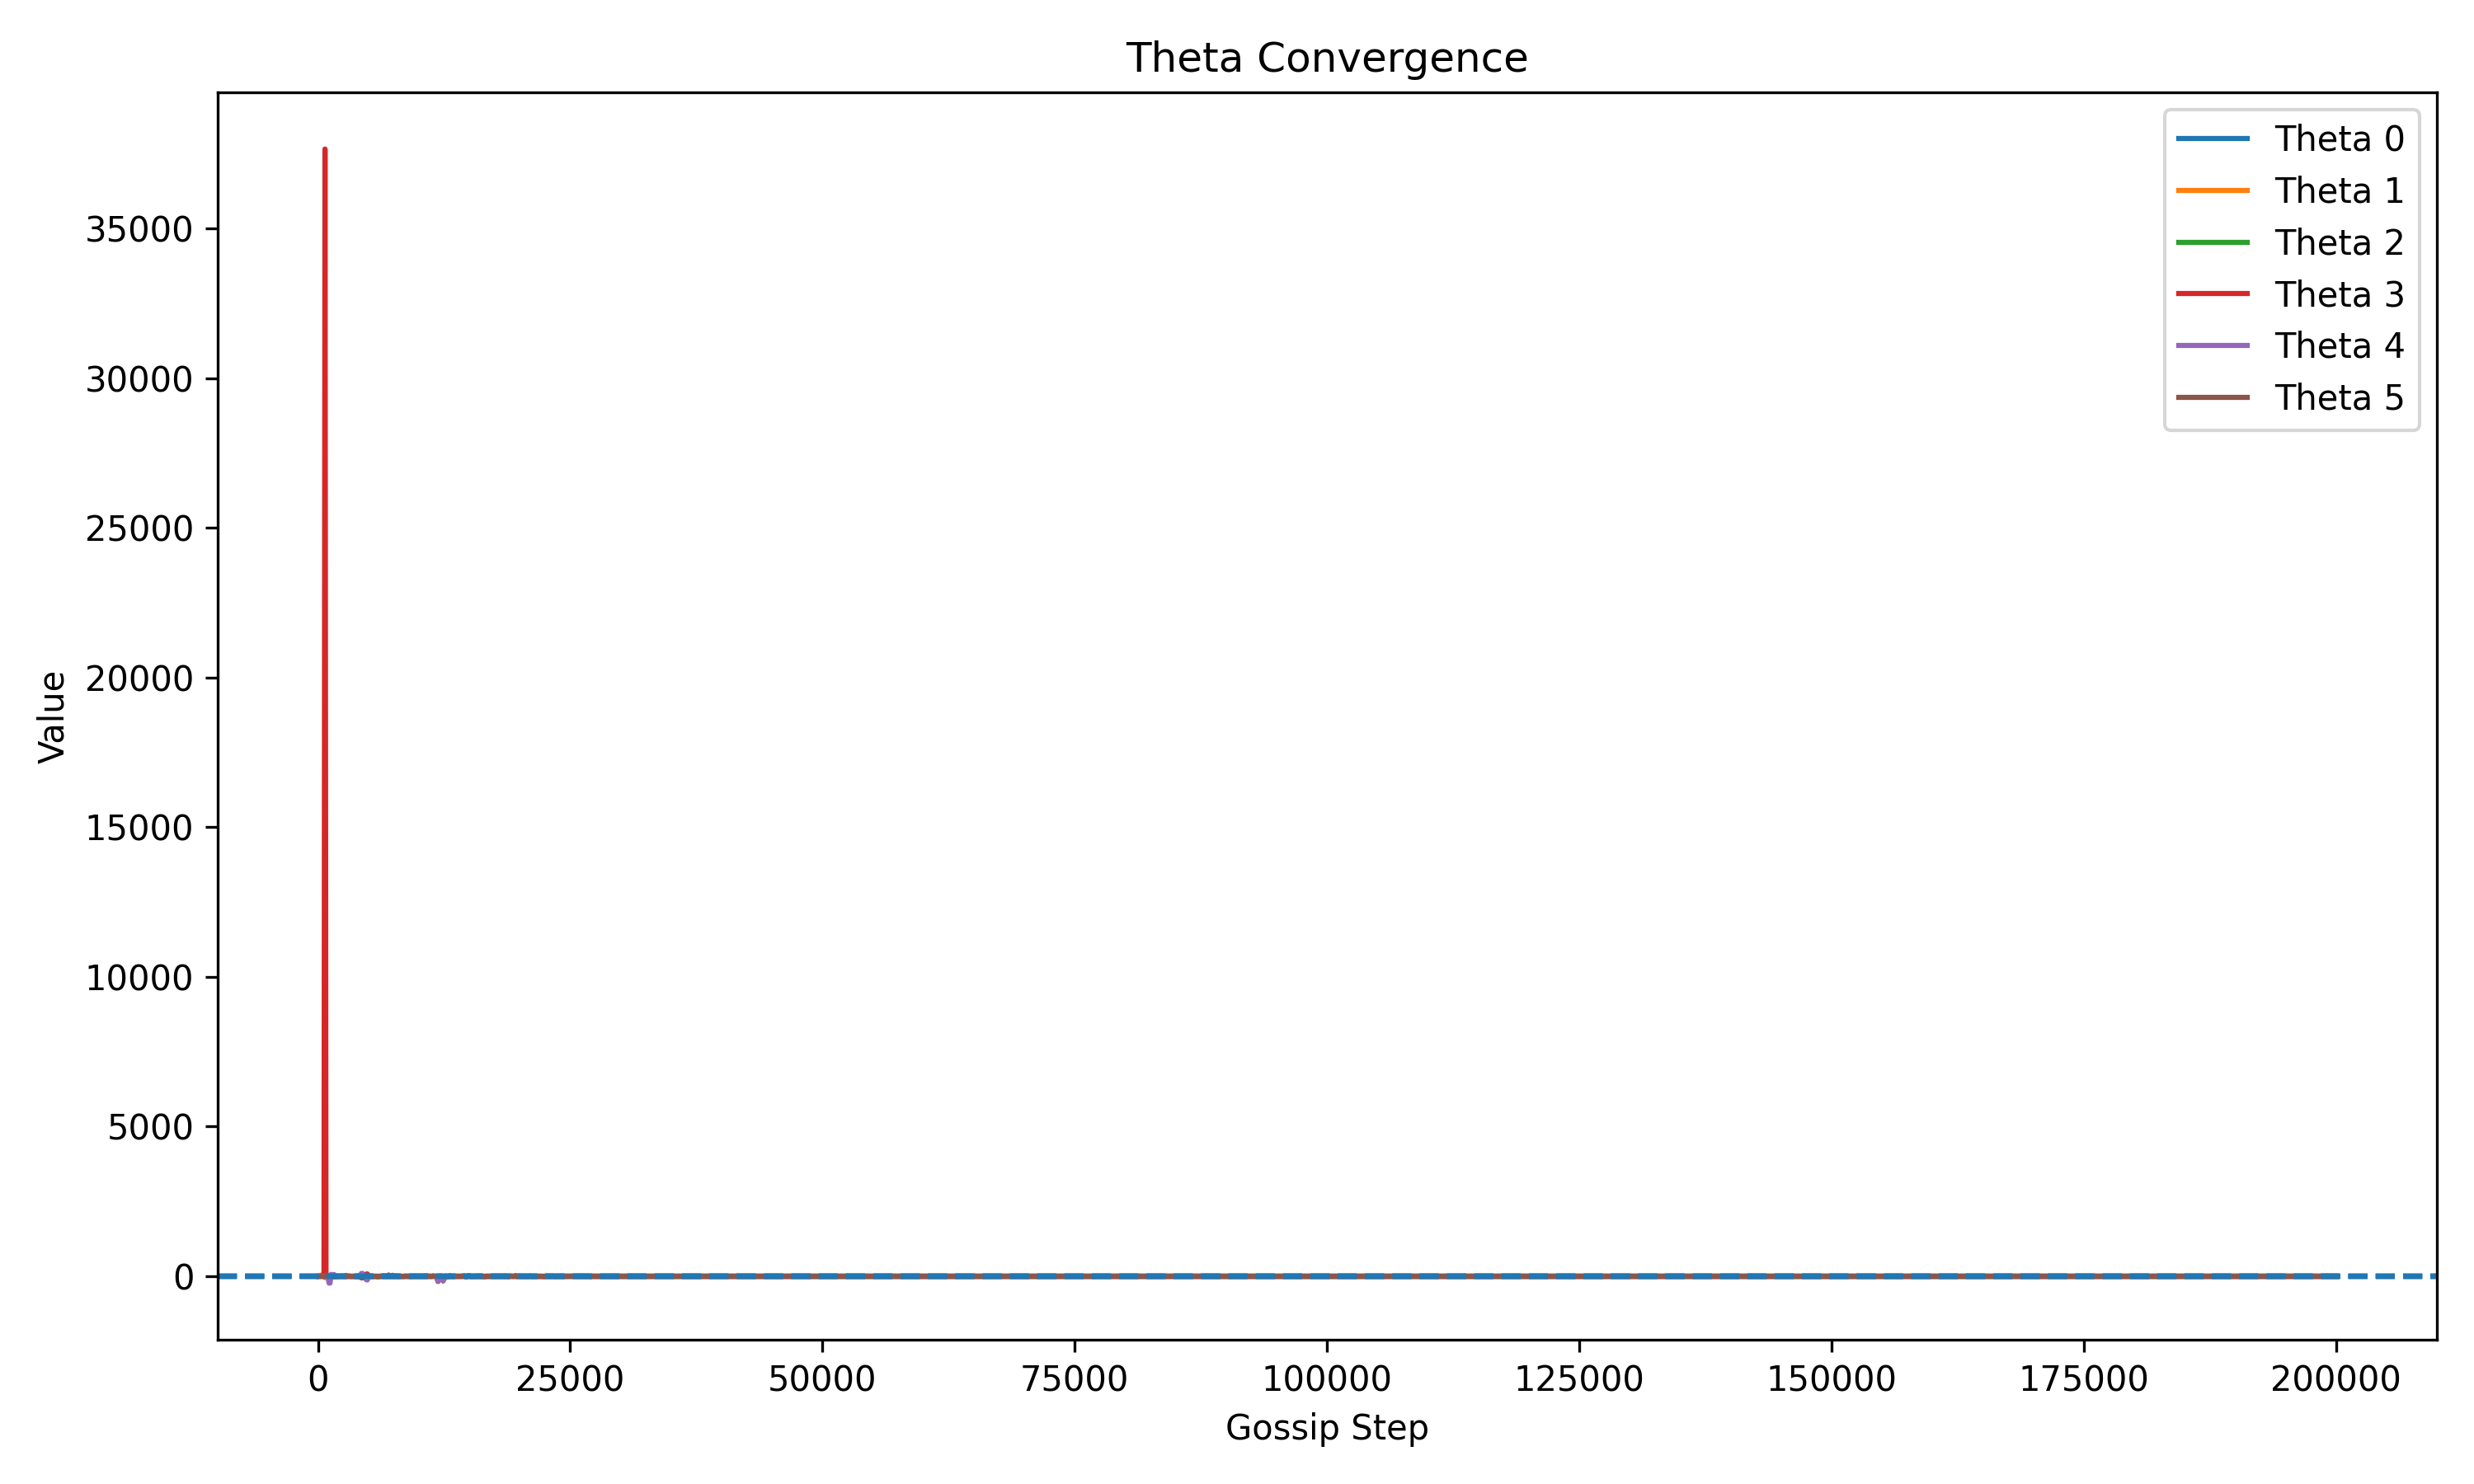 Theta Convergence
Theta 0
Theta 1
Theta 2
Theta 3
Theta 4
Theta 5
Value
35000
30000
25000
20000
15000
10000
5000
0
0 25000 50000 75000 100000 125000 150000 175000 200000
Gossip Step